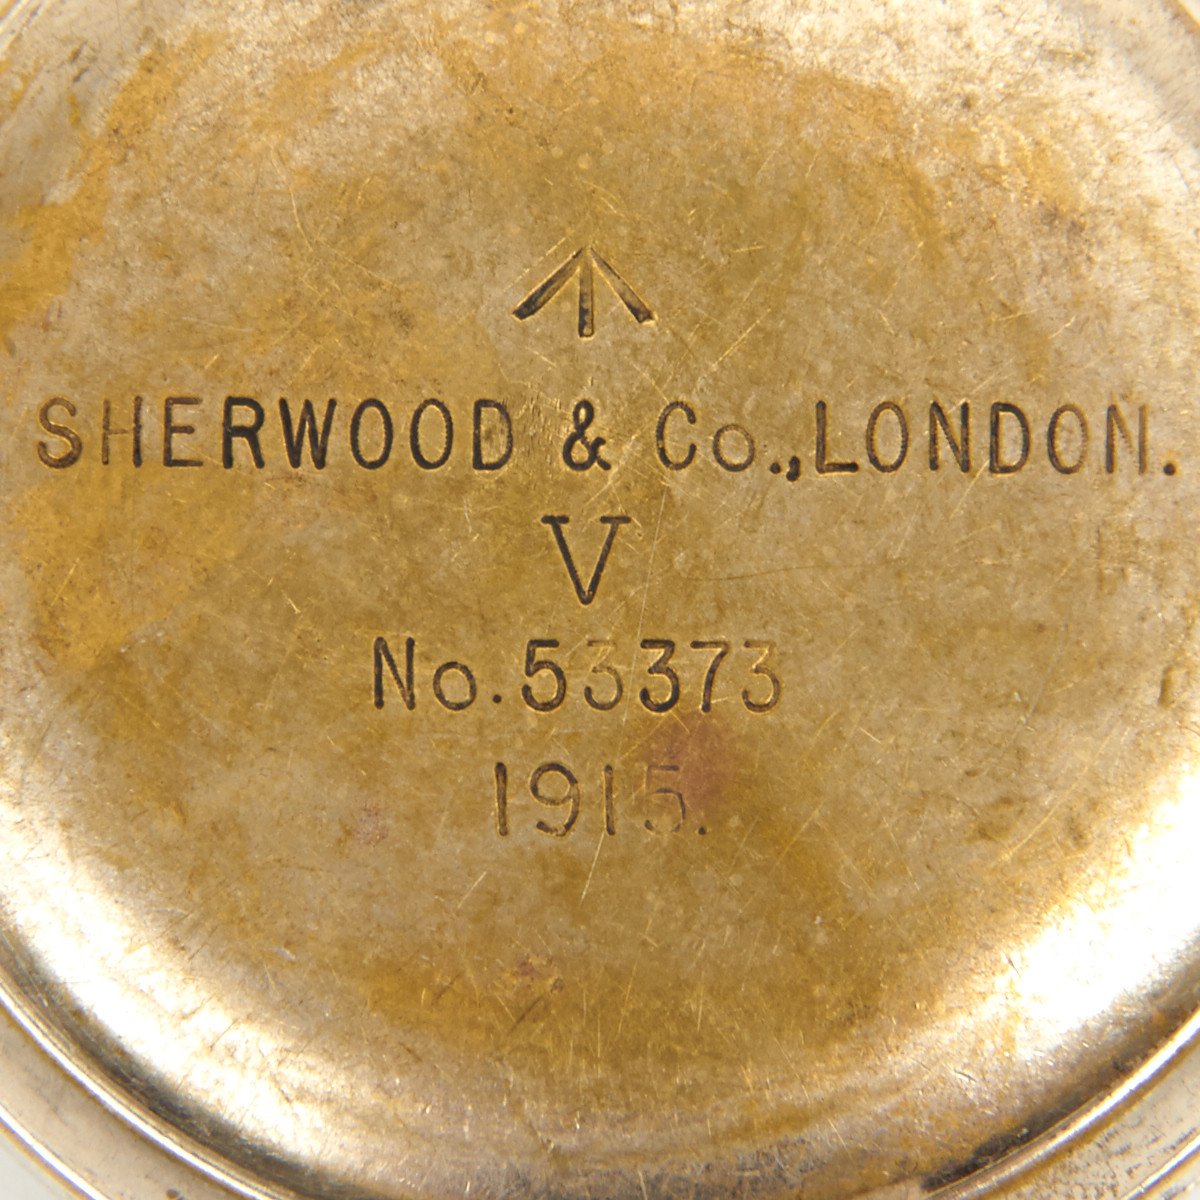 SHERWOOD & Co., LONDON.
V
No. 53373
1915.